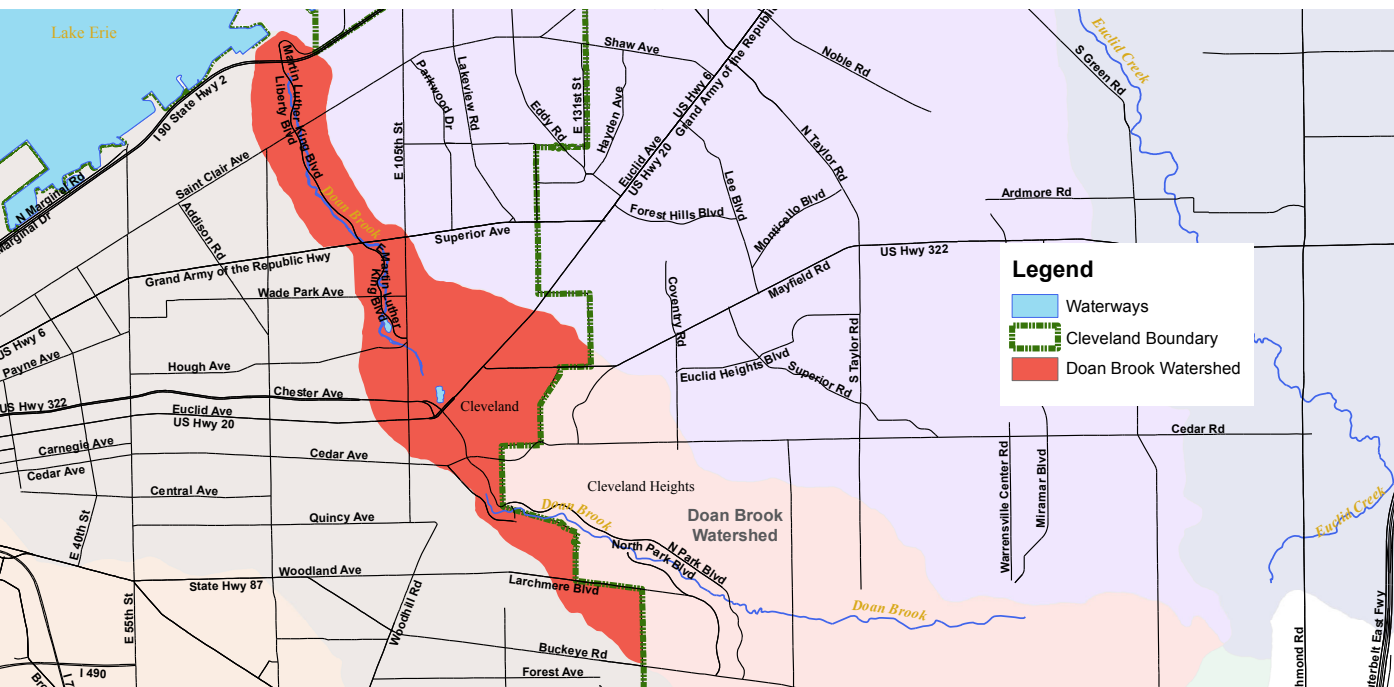 Lake Erie
Euclid Creek
Shaw Ave
Noble Rd
S Green Rd
I 90 State Hwy 2
Martin Luther King Blvd
Liberty Blvd
Parkwood Dr
Lakeview Rd
Eddy Rd
E 131st St
Hayden Ave
US Hwy 6
Grand Army of the Republic
E 105th St
Euclid Ave
US Hwy 20
N Taylor Rd
Saint Clair Ave
N Marginal Rd
Marginal Dr
Addison Rd
Doan Brook
Lee Blvd
Forest Hills Blvd
Monticello Blvd
Ardmore Rd
Superior Ave
US Hwy 322
Grand Army of the Republic Hwy
E Martin Luther
King Blvd
Wade Park Ave
Mayfield Rd
Coventry Rd
US Hwy 6
Payne Ave
Hough Ave
Euclid Heights Blvd
Superior Rd
S Taylor Rd
Legend
Waterways
Cleveland Boundary
Doan Brook Watershed
Chester Ave
US Hwy 322
Euclid Ave
US Hwy 20
Cleveland
Cedar Rd
Carnegie Ave
Cedar Ave
Cedar Ave
Central Ave
Cleveland Heights
Warrensville Center Rd
Miramar Blvd
Euclid Creek
Quincy Ave
E 40th St
Doan Brook
Doan Brook
Watershed
North Park Blvd
N Park Blvd
Woodland Ave
State Hwy 87
Larchmere Blvd
Doan Brook
E 55th St
Woodhill Rd
Buckeye Rd
Forest Ave
I 490
I 7
Bro
hmond Rd
terbelt East Fwy